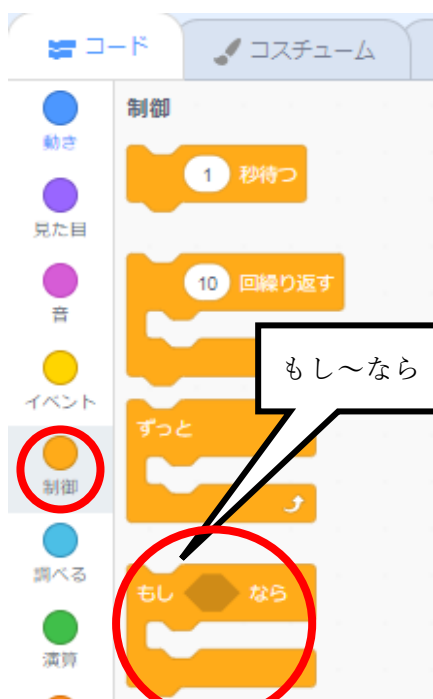 コード
コスチューム
動き
見た目
音
イベント
制御
調べる
演算
制御
1 秒待つ
10 回繰り返す
もし～なら
ずっと
もし なら